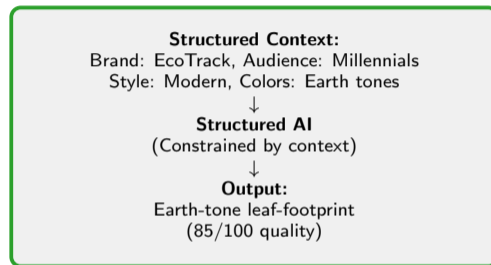 Structured Context:
Brand: EcoTrack, Audience: Millennials
Style: Modern, Colors: Earth tones
↓
Structured AI
(Constrained by context)
↓
Output:
Earth-tone leaf-footprint
(85/100 quality)